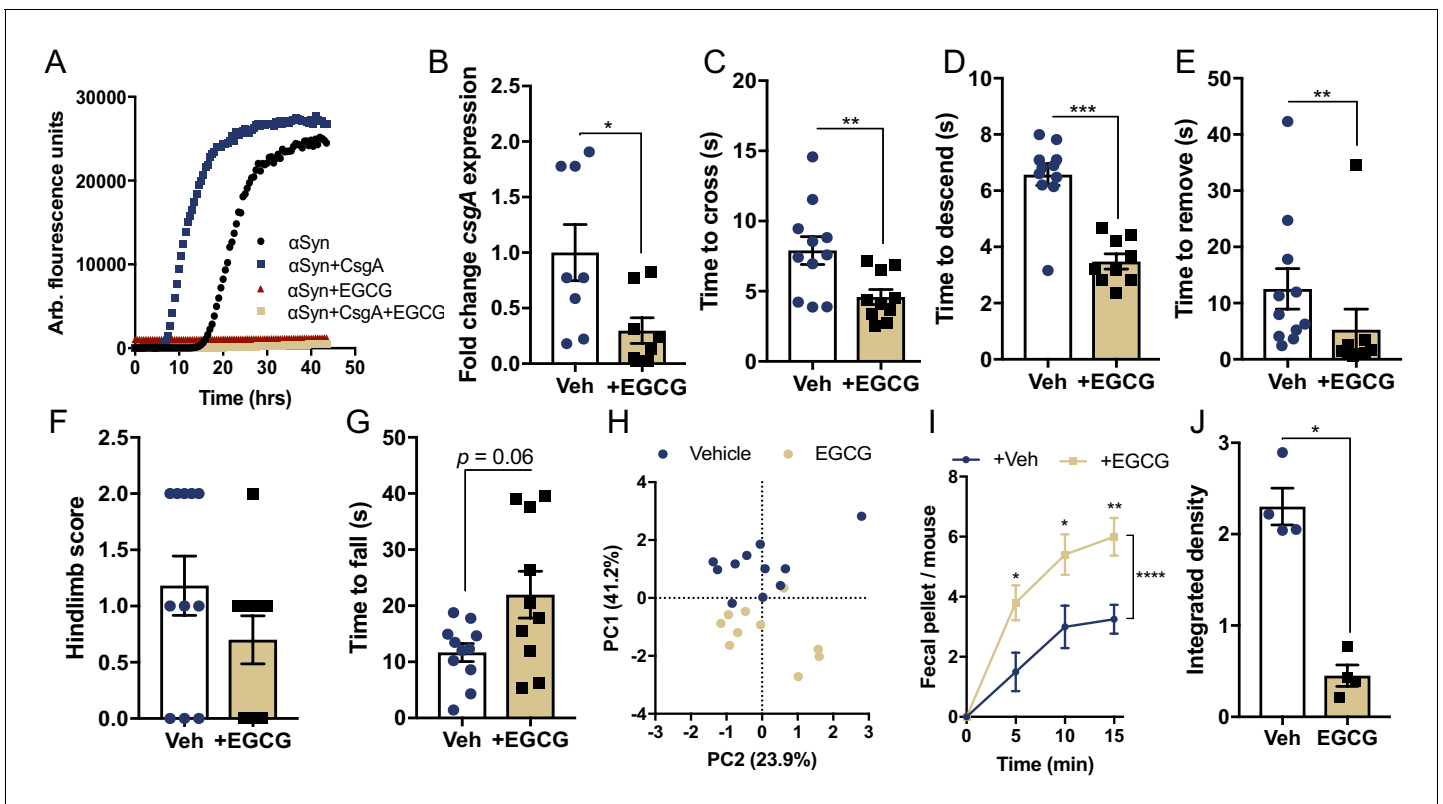 A
Arb. flourescence units
30000
20000
10000
0
0 10 20 30 40 50
Time (hrs)
αSyn
αSyn+CsgA
αSyn+EGCG
αSyn+CsgA+EGCG
B
Fold change csgA expression
2.5
2.0
1.5
1.0
0.5
0.0
*
Veh +EGCG
C
Time to cross (s)
20
15
10
5
0
**
Veh +EGCG
D
Time to descend (s)
10
8
6
4
2
0
***
Veh +EGCG
E
Time to remove (s)
50
40
30
20
10
0
**
Veh +EGCG
F
Hindlimb score
2.5
2.0
1.5
1.0
0.5
0.0
Veh +EGCG
G
Time to fall (s)
50
40
30
20
10
0
p = 0.06
Veh +EGCG
H
Vehicle EGCG
PC1 (41.2%)
4
2
0
-2
-4
-3 -2 -1 0 1 2 3
PC2 (23.9%)
I
+Veh +EGCG
Fecal pellet / mouse
8
6
4
2
0
* * **
****
0 5 10 15
Time (min)
J
Integrated density
3
2
1
0
*
Veh EGCG